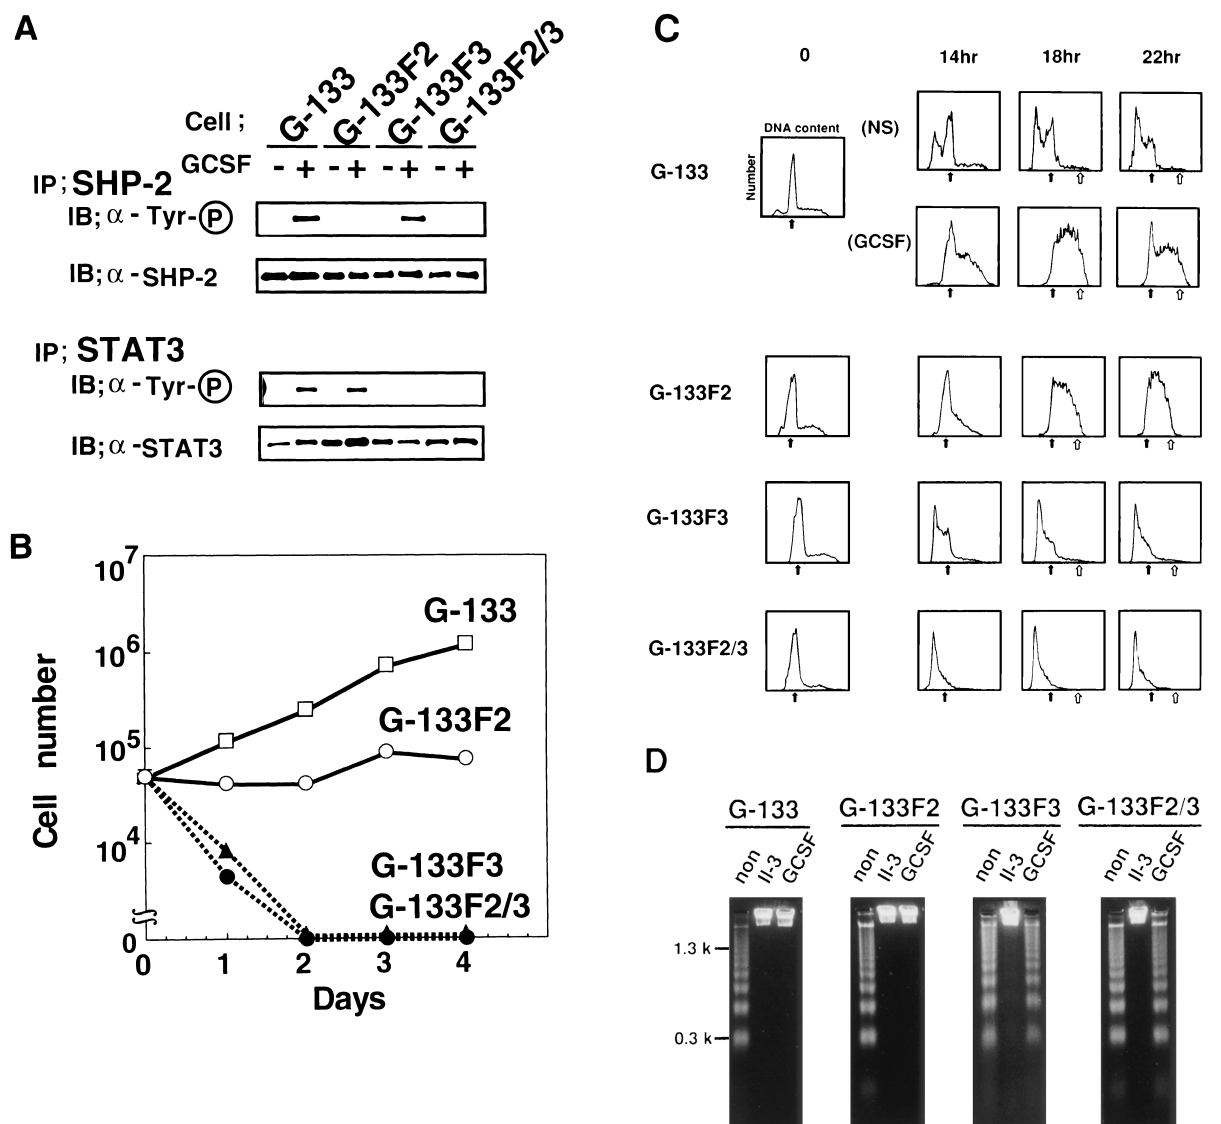 A
Cell ; G-133 G-133F2 G-133F3 G-133F2/3
GCSF - + - + - + - +
IP ; SHP-2
IB; α - Tyr-P
IB; α - SHP-2
IP ; STAT3
IB; α - Tyr-P
IB; α - STAT3
B
Cell number
10^7
10^6
10^5
10^4
0
G-133
G-133F2
G-133F3
G-133F2/3
0 1 2 3 4
Days
C
0 14hr 18hr 22hr
G-133
DNA content
Number
(NS)
(GCSF)
G-133F2
G-133F3
G-133F2/3
D
G-133 G-133F2 G-133F3 G-133F2/3
non Il-3 GCSF non Il-3 GCSF non Il-3 GCSF non Il-3 GCSF
1.3 k
0.3 k